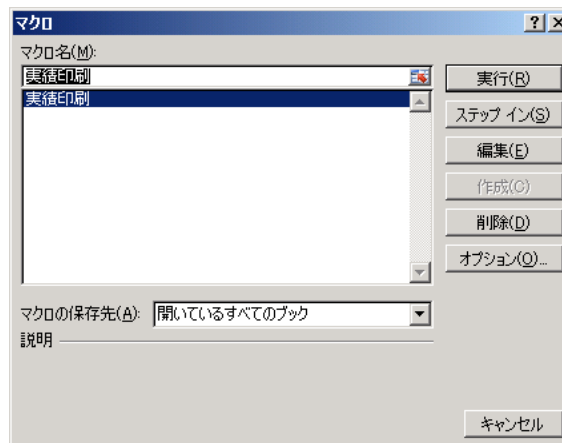 マクロ
マクロ名(M):
実績印刷
実績印刷
実行(R)
ステップ イン(S)
編集(E)
作成(C)
削除(D)
オプション(O)...
マクロの保存先(A): 開いているすべてのブック
説明
キャンセル